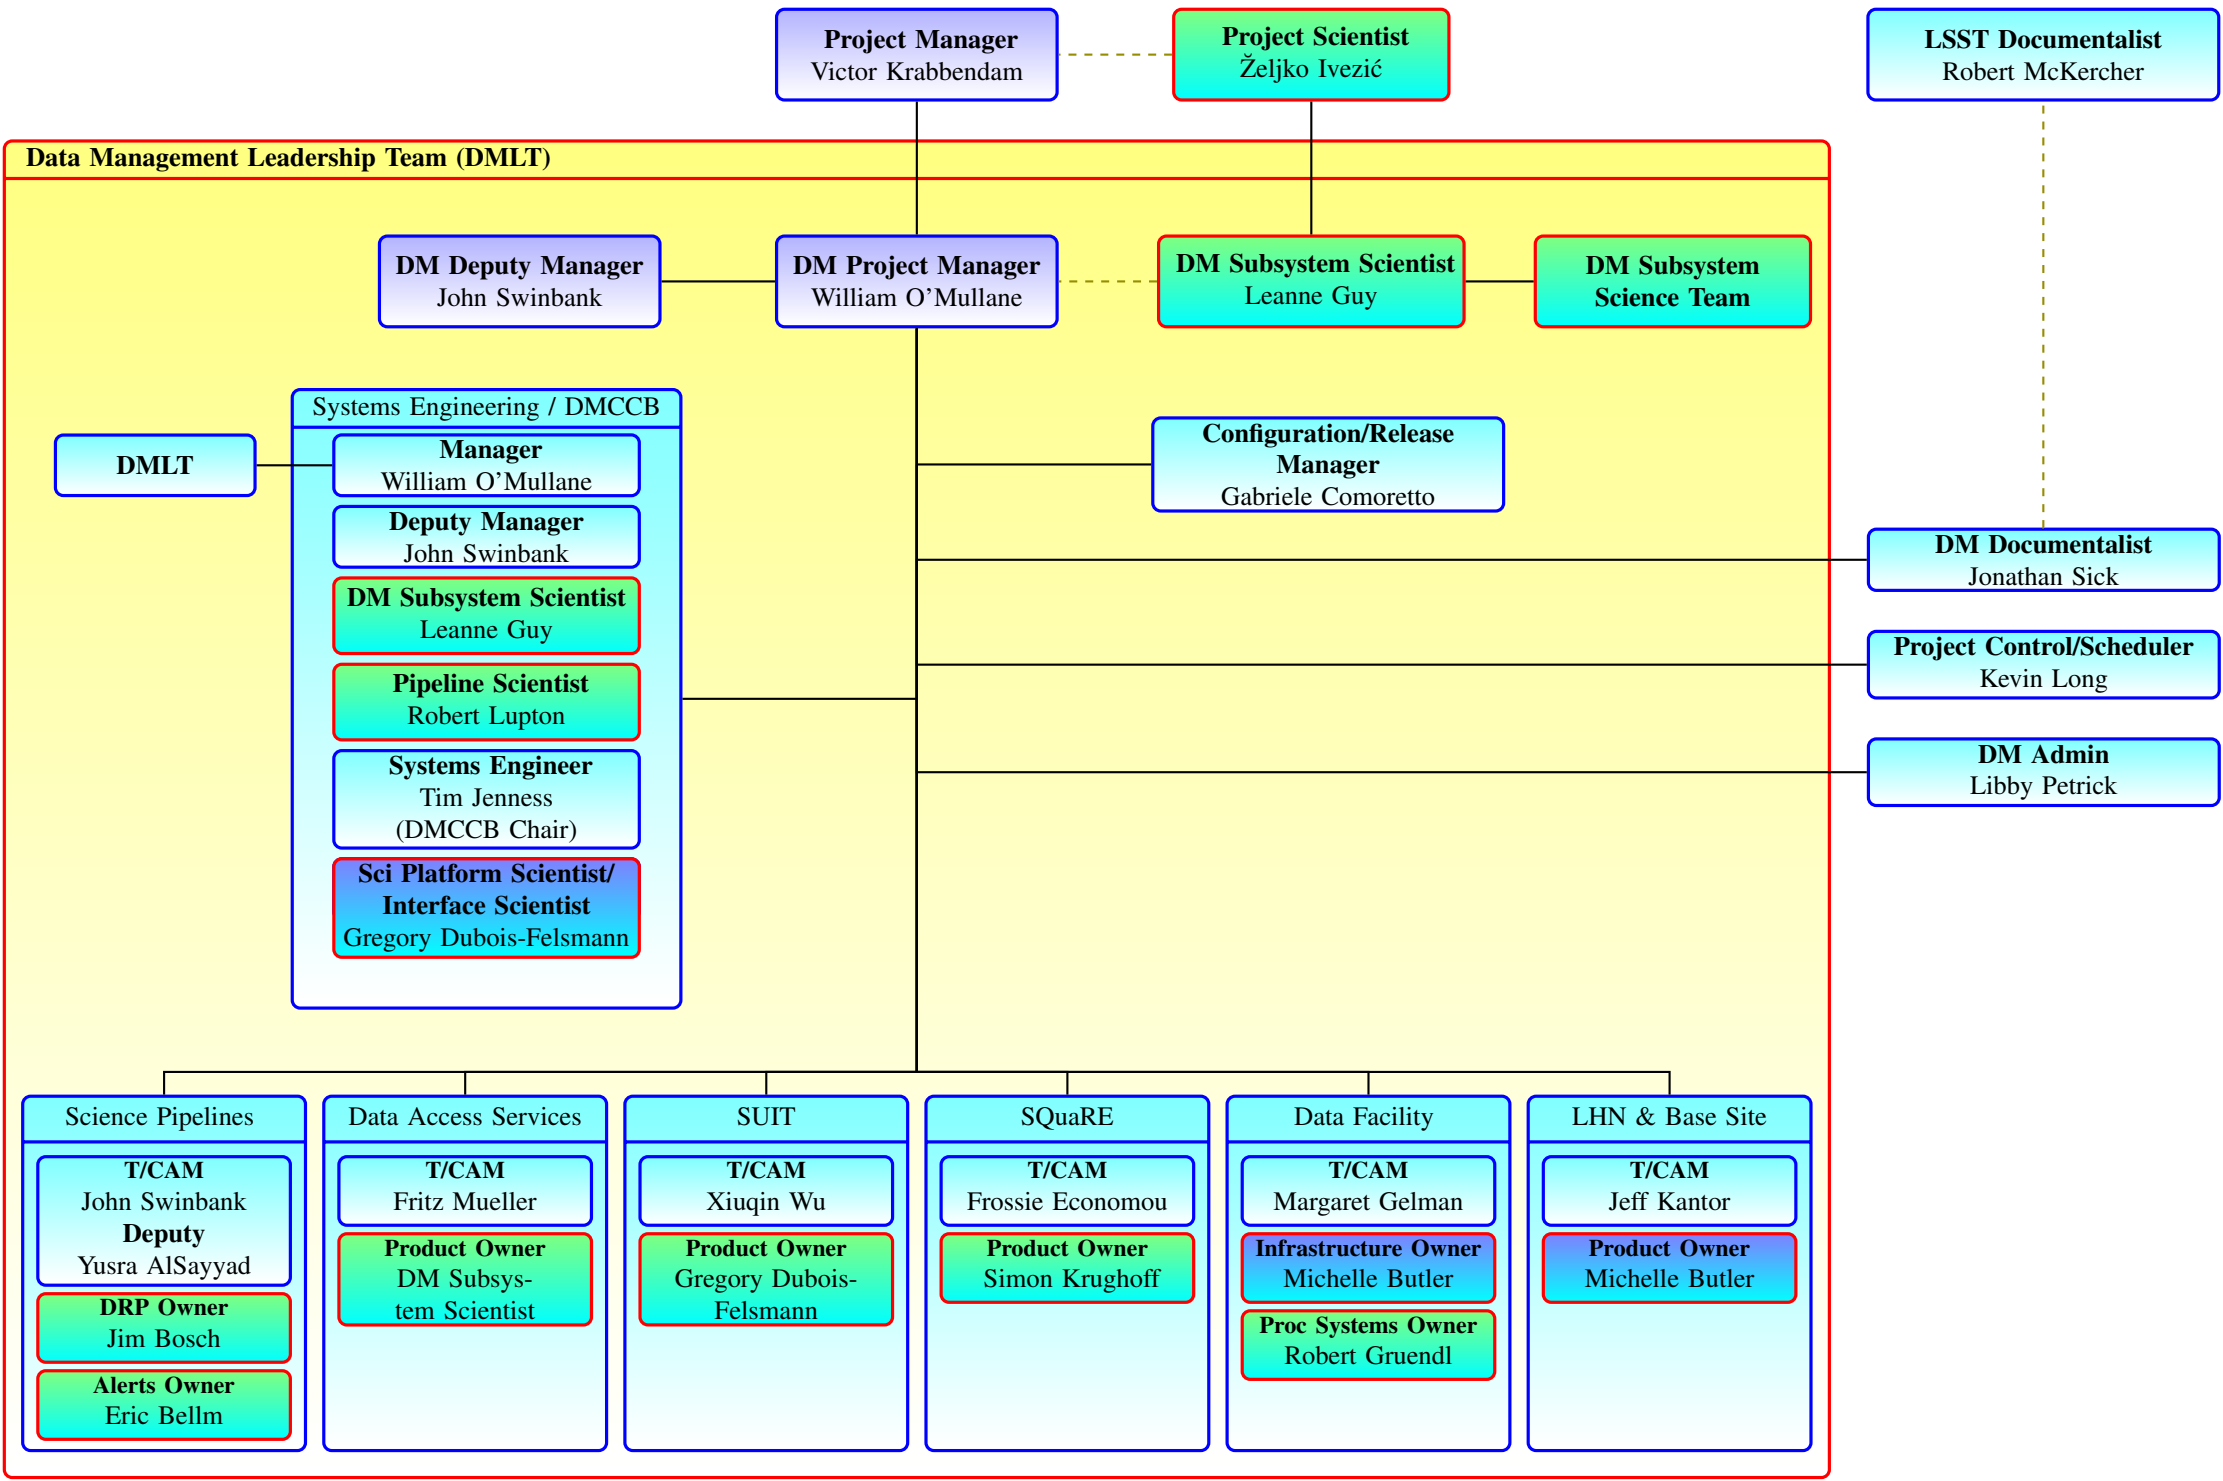 Project Manager
Victor Krabbendam
Project Scientist
Željko Ivezić
LSST Documentalist
Robert McKercher
Data Management Leadership Team (DMLT)
DM Deputy Manager
John Swinbank
DM Project Manager
William O’Mullane
DM Subsystem Scientist
Leanne Guy
DM Subsystem
Science Team
Systems Engineering / DMCCB
DMLT
Manager
William O’Mullane
Deputy Manager
John Swinbank
DM Subsystem Scientist
Leanne Guy
Pipeline Scientist
Robert Lupton
Systems Engineer
Tim Jenness
(DMCCB Chair)
Sci Platform Scientist/
Interface Scientist
Gregory Dubois-Felsmann
Configuration/Release
Manager
Gabriele Comoretto
DM Documentalist
Jonathan Sick
Project Control/Scheduler
Kevin Long
DM Admin
Libby Petrick
Science Pipelines
T/CAM
John Swinbank
Deputy
Yusra AlSayyad
DRP Owner
Jim Bosch
Alerts Owner
Eric Bellm
Data Access Services
T/CAM
Fritz Mueller
Product Owner
DM Subsys-
tem Scientist
SUIT
T/CAM
Xiuqin Wu
Product Owner
Gregory Dubois-
Felsmann
SQuaRE
T/CAM
Frossie Economou
Product Owner
Simon Krughoff
Data Facility
T/CAM
Margaret Gelman
Infrastructure Owner
Michelle Butler
Proc Systems Owner
Robert Gruendl
LHN & Base Site
T/CAM
Jeff Kantor
Product Owner
Michelle Butler